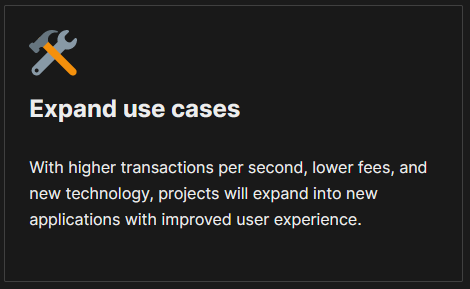 Expand use cases
With higher transactions per second, lower fees, and
new technology, projects will expand into new
applications with improved user experience.